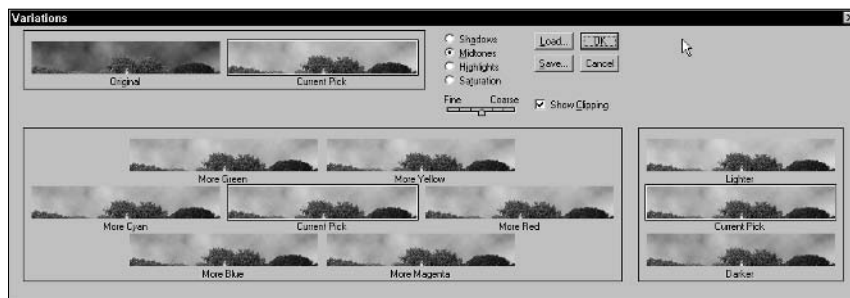 Variations
Original
Current Pick
Shadows
Midtones
Highlights
Saturation
Fine
Coarse
Load...
OK
Save...
Cancel
Show Clipping
More Green
More Yellow
More Cyan
Current Pick
More Red
More Blue
More Magenta
Lighter
Current Pick
Darker